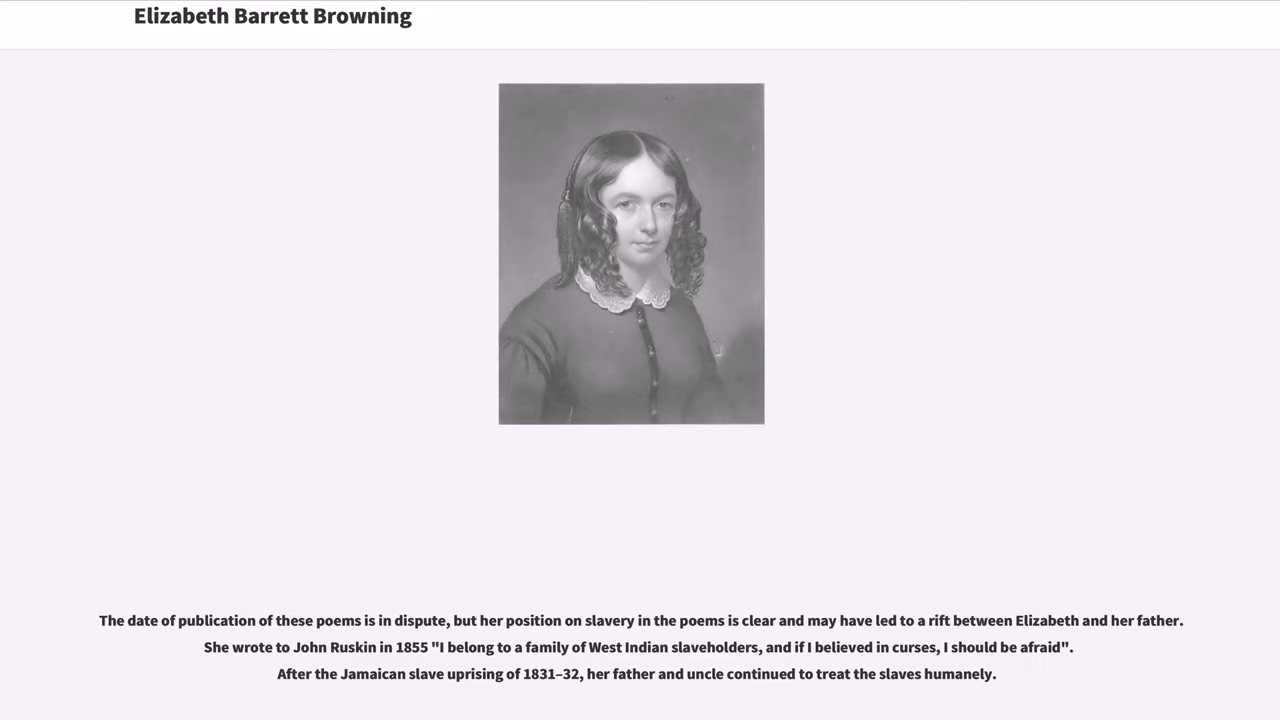 Elizabeth Barrett Browning
The date of publication of these poems is in dispute, but her position on slavery in the poems is clear and may have led to a rift between Elizabeth and her father.
She wrote to John Ruskin in 1855 "I belong to a family of West Indian slaveholders, and if I believed in curses, I should be afraid".
After the Jamaican slave uprising of 1831–32, her father and uncle continued to treat the slaves humanely.